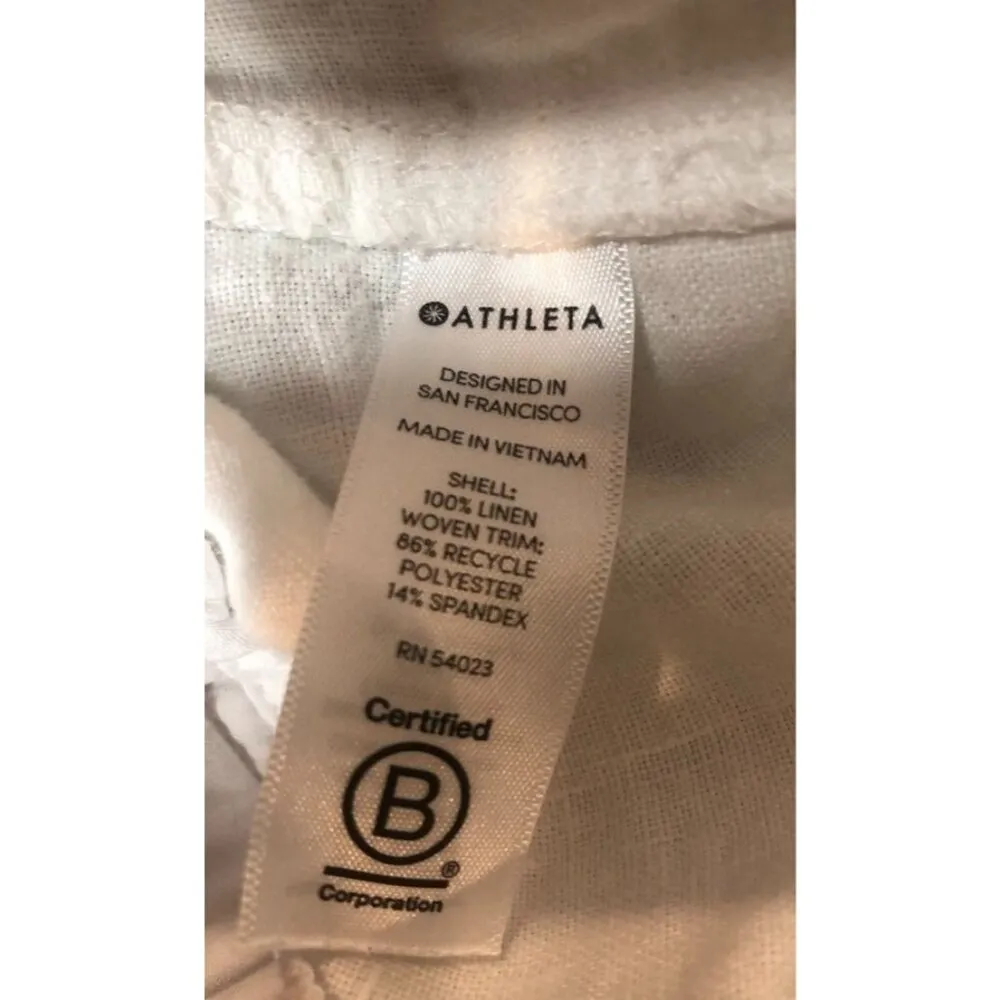 ATHLETA
DESIGNED IN
SAN FRANCISCO
MADE IN VIETNAM
SHELL:
100% LINEN
WOVEN TRIM:
86% RECYCLE
POLYESTER
14% SPANDEX
RN 54023
Certified
B
®
Corporation